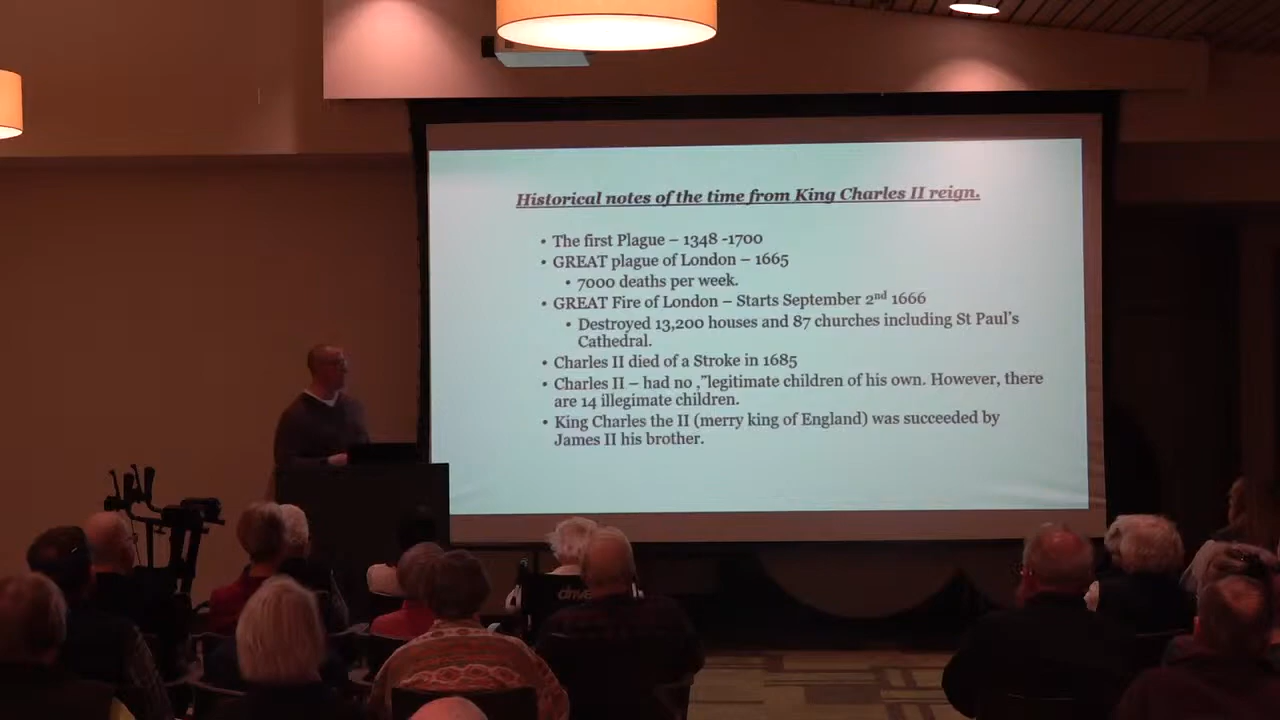 Historical notes of the time from King Charles II reign.
• The first Plague – 1348 -1700
• GREAT plague of London – 1665
• 7000 deaths per week.
• GREAT Fire of London – Starts September 2nd 1666
• Destroyed 13,200 houses and 87 churches including St Paul's
Cathedral.
• Charles II died of a Stroke in 1685
• Charles II – had no ,"legitimate children of his own. However, there
are 14 illegimate children.
• King Charles the II (merry king of England) was succeeded by
James II his brother.
drive